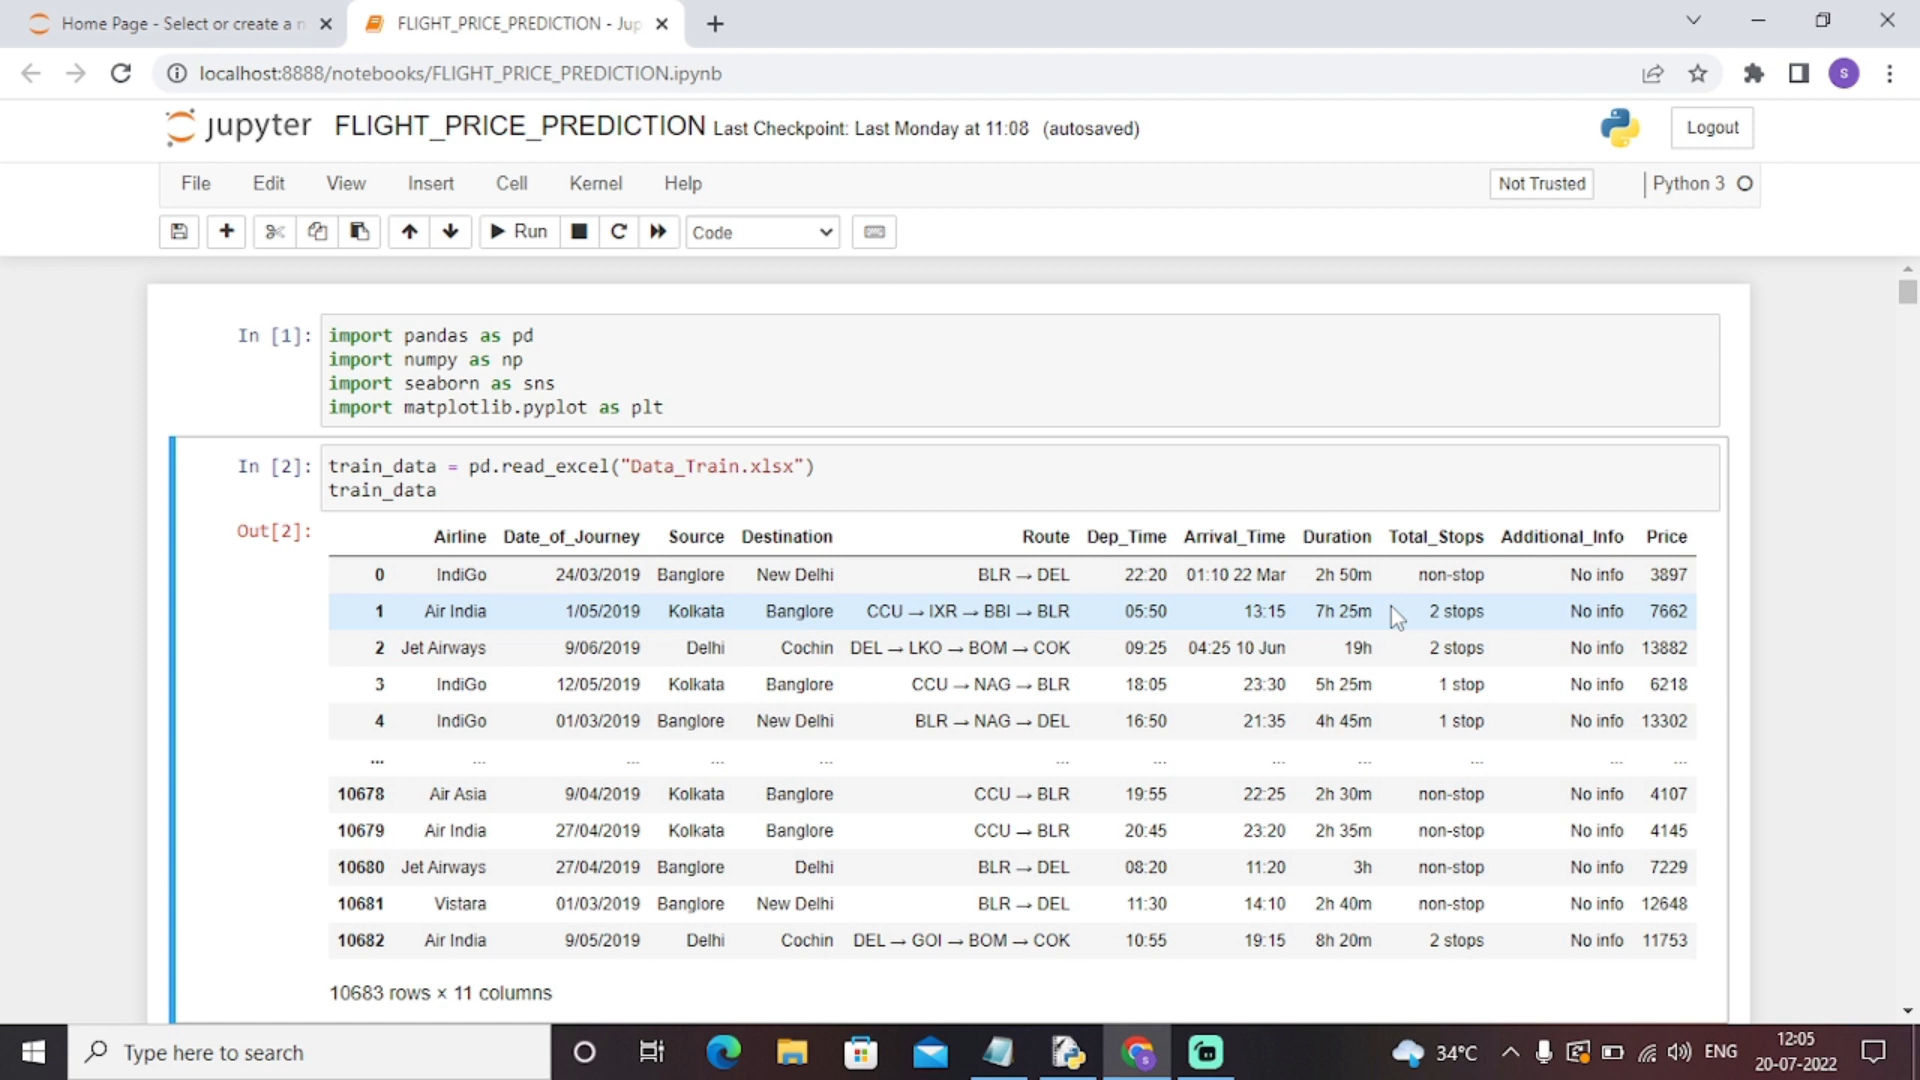 Home Page - Select or create a n
FLIGHT_PRICE_PREDICTION - Jup
localhost:8888/notebooks/FLIGHT_PRICE_PREDICTION.ipynb
S
jupyter FLIGHT_PRICE_PREDICTION Last Checkpoint: Last Monday at 11:08 (autosaved)
Logout
File Edit View Insert Cell Kernel Help
Not Trusted
Python 3
Run
Code
In [1]: import pandas as pd
import numpy as np
import seaborn as sns
import matplotlib.pyplot as plt
In [2]: train_data = pd.read_excel("Data_Train.xlsx")
train_data
Out[2]:
Airline Date_of_Journey Source Destination Route Dep_Time Arrival_Time Duration Total_Stops Additional_Info Price
0 IndiGo 24/03/2019 Banglore New Delhi BLR → DEL 22:20 01:10 22 Mar 2h 50m non-stop No info 3897
1 Air India 1/05/2019 Kolkata Banglore CCU → IXR → BBI → BLR 05:50 13:15 7h 25m 2 stops No info 7662
2 Jet Airways 9/06/2019 Delhi Cochin DEL → LKO → BOM → COK 09:25 04:25 10 Jun 19h 2 stops No info 13882
3 IndiGo 12/05/2019 Kolkata Banglore CCU → NAG → BLR 18:05 23:30 5h 25m 1 stop No info 6218
4 IndiGo 01/03/2019 Banglore New Delhi BLR → NAG → DEL 16:50 21:35 4h 45m 1 stop No info 13302
... ... ... ... ... ... ... ... ... ... ... ...
10678 Air Asia 9/04/2019 Kolkata Banglore CCU → BLR 19:55 22:25 2h 30m non-stop No info 4107
10679 Air India 27/04/2019 Kolkata Banglore CCU → BLR 20:45 23:20 2h 35m non-stop No info 4145
10680 Jet Airways 27/04/2019 Banglore Delhi BLR → DEL 08:20 11:20 3h non-stop No info 7229
10681 Vistara 01/03/2019 Banglore New Delhi BLR → DEL 11:30 14:10 2h 40m non-stop No info 12648
10682 Air India 9/05/2019 Delhi Cochin DEL → GOI → BOM → COK 10:55 19:15 8h 20m 2 stops No info 11753
10683 rows × 11 columns
Type here to search
34°C
ENG
12:05
20-07-2022